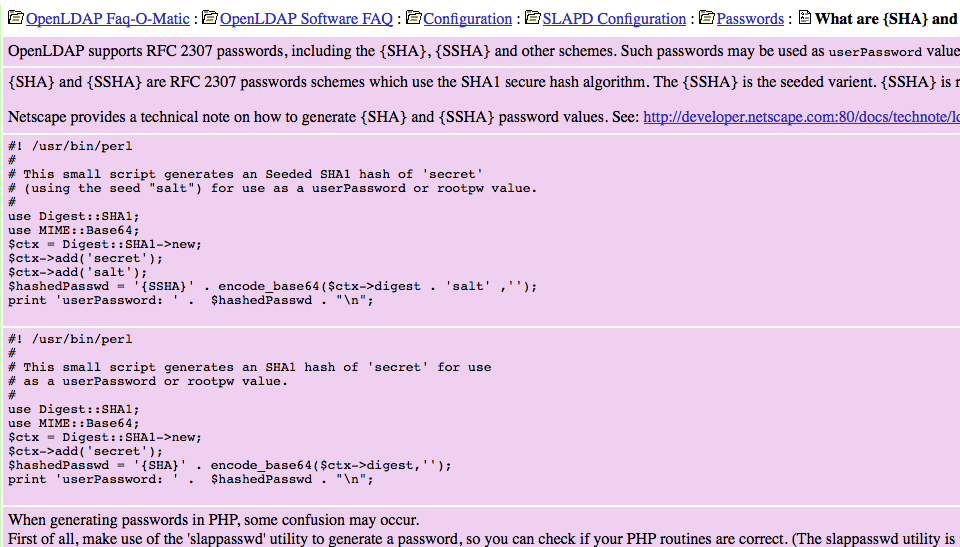 OpenLDAP Faq-O-Matic : OpenLDAP Software FAQ : Configuration : SLAPD Configuration : Passwords : What are {SHA} and
OpenLDAP supports RFC 2307 passwords, including the {SHA}, {SSHA} and other schemes. Such passwords may be used as userPassword value
{SHA} and {SSHA} are RFC 2307 passwords schemes which use the SHA1 secure hash algorithm. The {SSHA} is the seeded varient. {SSHA} is
Netscape provides a technical note on how to generate {SHA} and {SSHA} password values. See: http://developer.netscape.com:80/docs/technote/
#! /usr/bin/perl
#
# This small script generates an Seeded SHA1 hash of 'secret'
# (using the seed "salt") for use as a userPassword or rootpw value.
#
use Digest::SHA1;
use MIME::Base64;
$ctx = Digest::SHA1->new;
$ctx->add('secret');
$ctx->add('salt');
$hashedPasswd = '{SSHA}' . encode_base64($ctx->digest . 'salt' ,'');
print 'userPassword: ' .  $hashedPasswd . "\n";
#! /usr/bin/perl
#
# This small script generates an SHA1 hash of 'secret' for use
# as a userPassword or rootpw value.
#
use Digest::SHA1;
use MIME::Base64;
$ctx = Digest::SHA1->new;
$ctx->add('secret');
$hashedPasswd = '{SHA}' . encode_base64($ctx->digest,'');
print 'userPassword: ' .  $hashedPasswd . "\n";
When generating passwords in PHP, some confusion may occur.
First of all, make use of the 'slappasswd' utility to generate a password, so you can check if your PHP routines are correct. (The slappasswd utility is